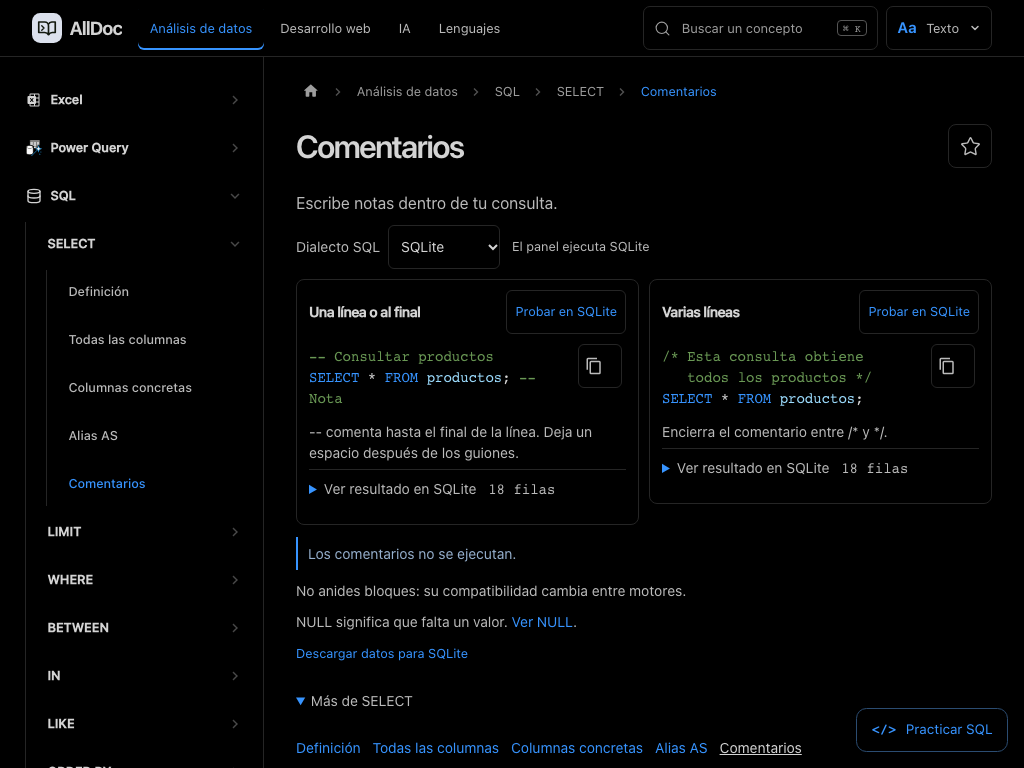 AllDoc
Análisis de datos
Desarrollo web
IA
Lenguajes
Buscar un concepto
⌘ K
Aa Texto
Excel
Power Query
SQL
SELECT
Definición
Todas las columnas
Columnas concretas
Alias AS
Comentarios
LIMIT
WHERE
BETWEEN
IN
LIKE
Análisis de datos > SQL > SELECT > Comentarios
Comentarios
Escribe notas dentro de tu consulta.
Dialecto SQL SQLite El panel ejecuta SQLite
Una línea o al final
Probar en SQLite
-- Consultar productos
SELECT * FROM productos; --
Nota
-- comenta hasta el final de la línea. Deja un
espacio después de los guiones.
Ver resultado en SQLite 18 filas
Varias líneas
Probar en SQLite
/* Esta consulta obtiene
todos los productos */
SELECT * FROM productos;
Encierra el comentario entre /* y */.
Ver resultado en SQLite 18 filas
Los comentarios no se ejecutan.
No anides bloques: su compatibilidad cambia entre motores.
NULL significa que falta un valor. Ver NULL.
Descargar datos para SQLite
Más de SELECT
Definición Todas las columnas Columnas concretas Alias AS Comentarios
</> Practicar SQL